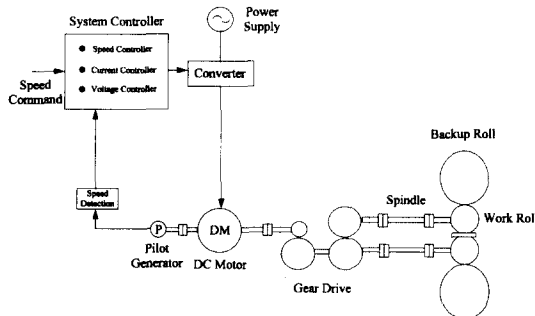 System Controller
Power
Supply
Speed Controller
Current Controller
Voltage Controller
Converter
Speed
Command
Backup Roll
Speed
Detection
Spindle
Work Rol
P
DM
Pilot
Generator
DC Motor
Gear Drive